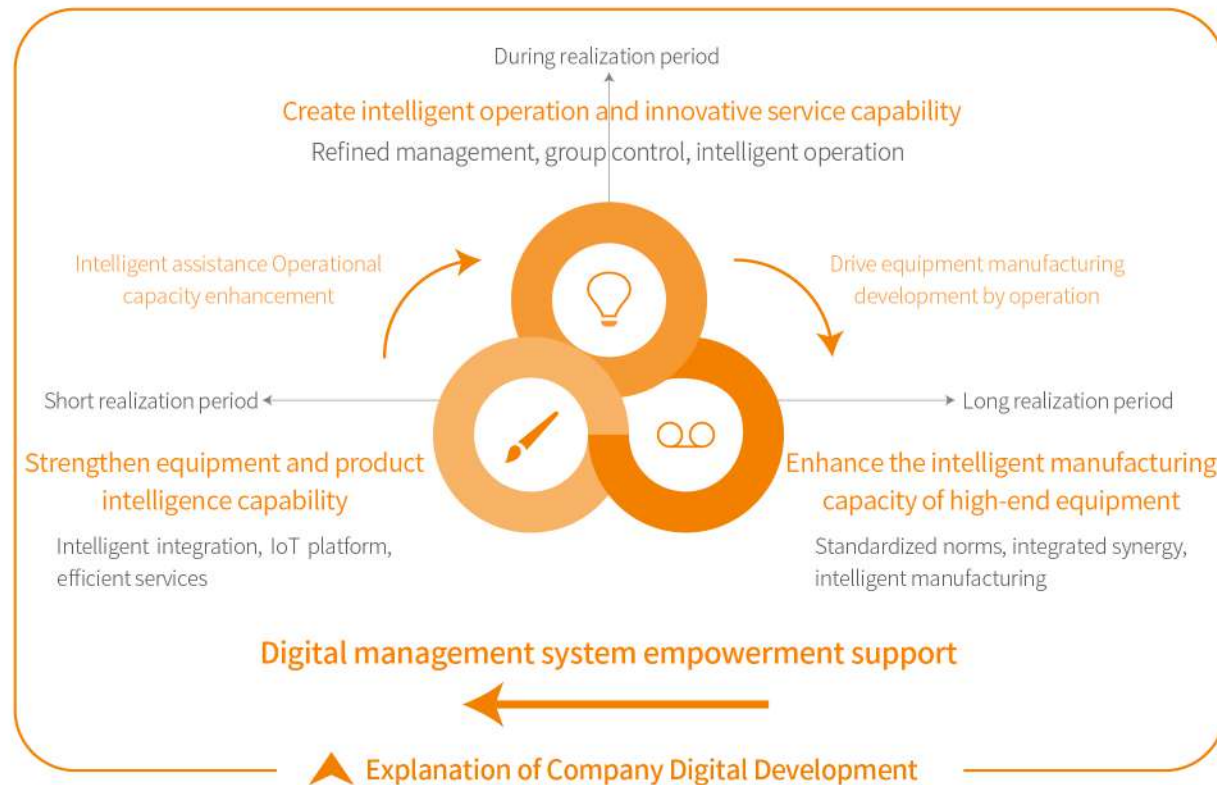 During realization period
Create intelligent operation and innovative service capability
Refined management, group control, intelligent operation
Intelligent assistance Operational
capacity enhancement
Drive equipment manufacturing
development by operation
Short realization period
Long realization period
Strengthen equipment and product
intelligence capability
Intelligent integration, IoT platform,
efficient services
Enhance the intelligent manufacturing
capacity of high-end equipment
Standardized norms, integrated synergy,
intelligent manufacturing
Digital management system empowerment support
Explanation of Company Digital Development